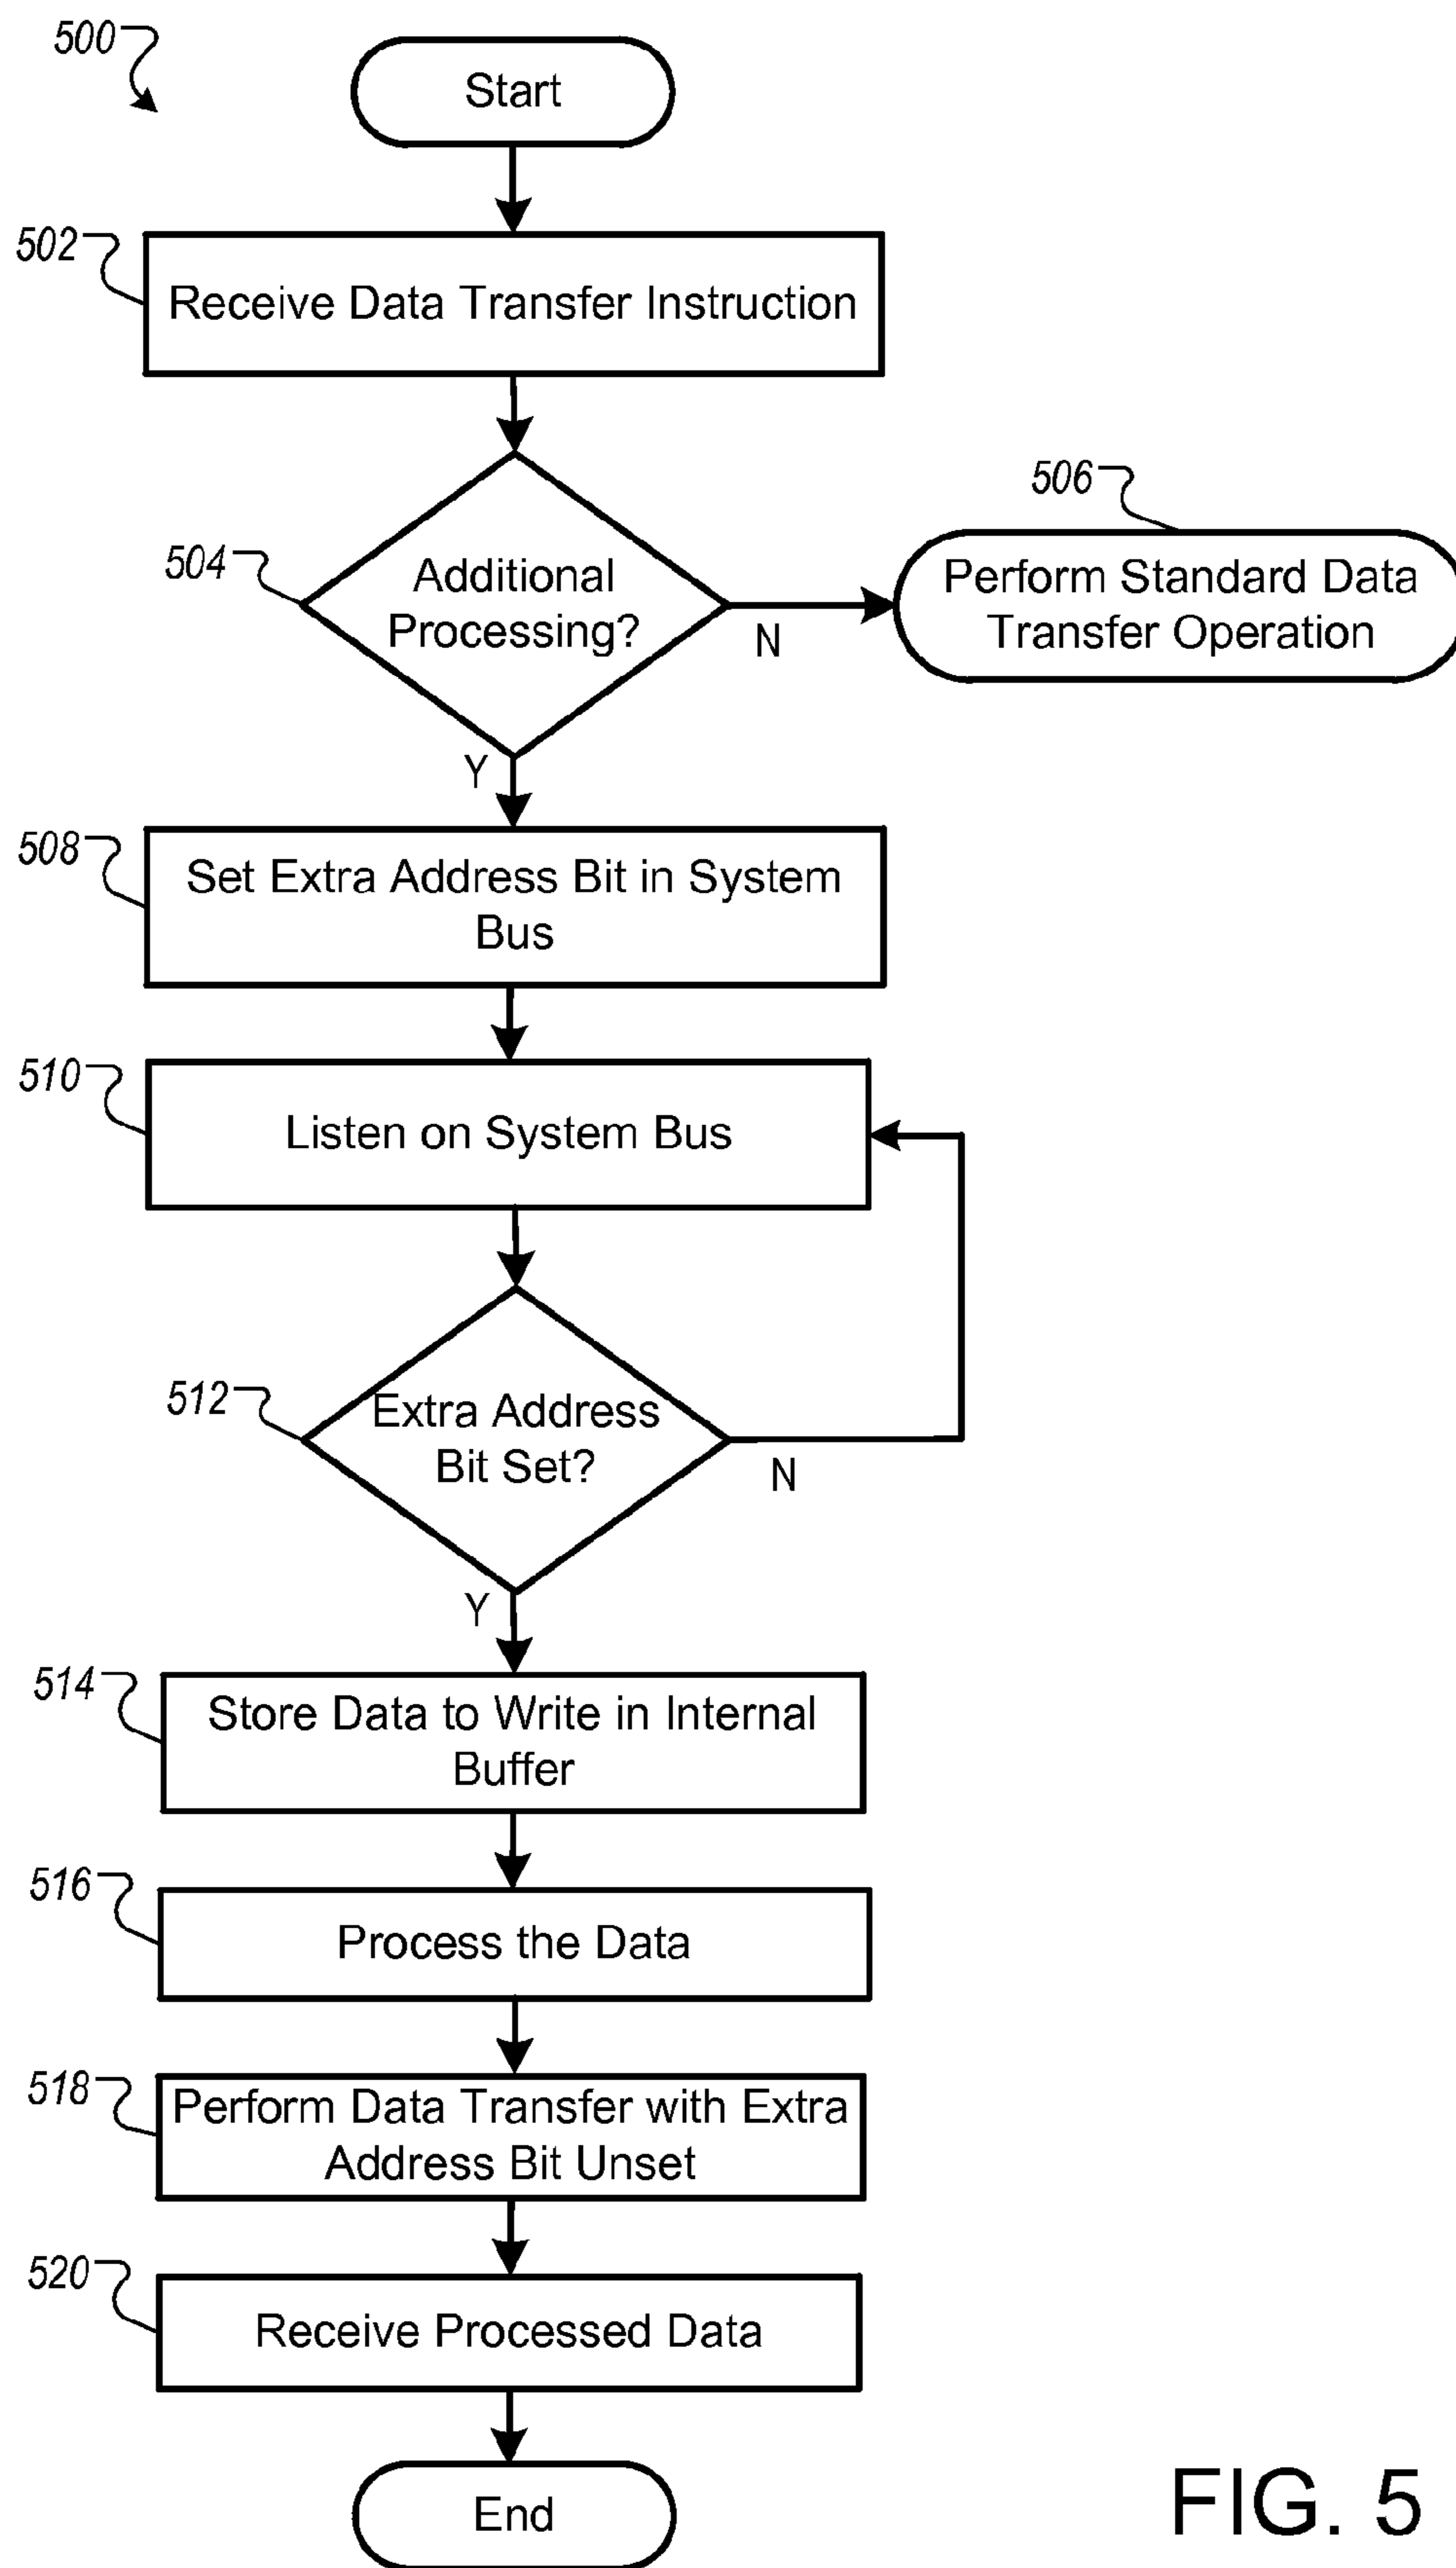 500
Start
502
Receive Data Transfer Instruction
504
Additional
Processing?
N
506
Perform Standard Data
Transfer Operation
Y
508
Set Extra Address Bit in System
Bus
510
Listen on System Bus
512
Extra Address
Bit Set?
N
Y
514
Store Data to Write in Internal
Buffer
516
Process the Data
518
Perform Data Transfer with Extra
Address Bit Unset
520
Receive Processed Data
End
FIG. 5